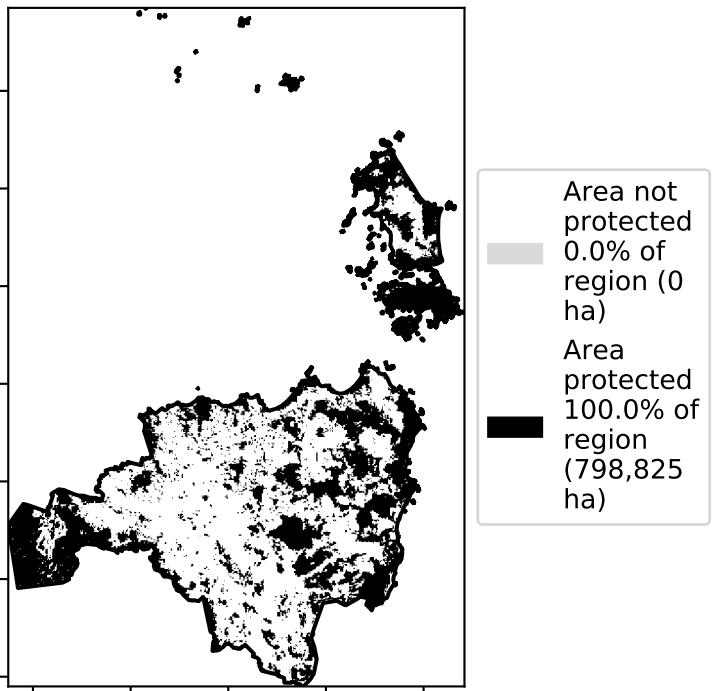 Area not
protected
0.0% of
region (0
ha)
Area
protected
100.0% of
region
(798,825
ha)